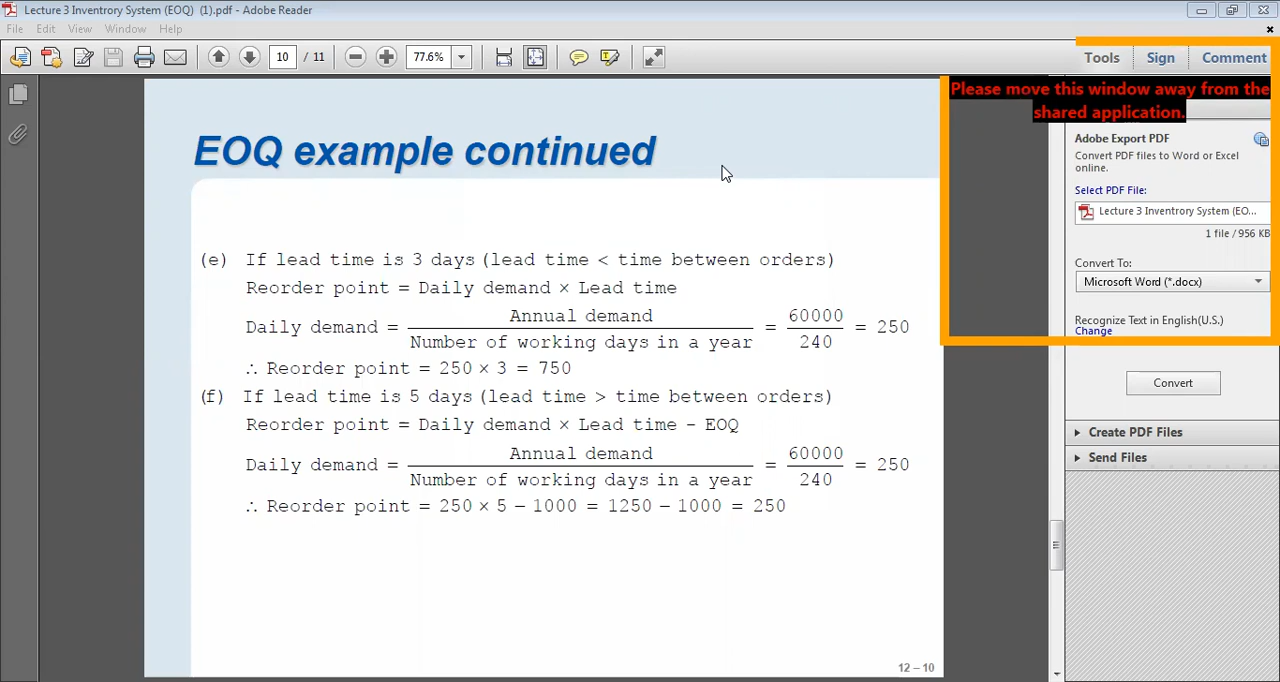 Lecture 3 Inventrory System (EOQ) (1).pdf - Adobe Reader
File Edit View Window Help
10 / 11 77.6% Tools Sign Comment
Please move this window away from the
shared application.
Adobe Export PDF
Convert PDF files to Word or Excel
online.
Select PDF File:
Lecture 3 Inventrory System (EO...
1 file / 956 KB
Convert To:
Microsoft Word (*.docx)
Recognize Text in English(U.S.)
Change
Convert
Create PDF Files
Send Files
EOQ example continued
(e) If lead time is 3 days (lead time < time between orders)
Reorder point = Daily demand × Lead time
Daily demand = Annual demand / Number of working days in a year = 60000 / 240 = 250
∴ Reorder point = 250 × 3 = 750
(f) If lead time is 5 days (lead time > time between orders)
Reorder point = Daily demand × Lead time - EOQ
Daily demand = Annual demand / Number of working days in a year = 60000 / 240 = 250
∴ Reorder point = 250 × 5 − 1000 = 1250 − 1000 = 250
12 – 10